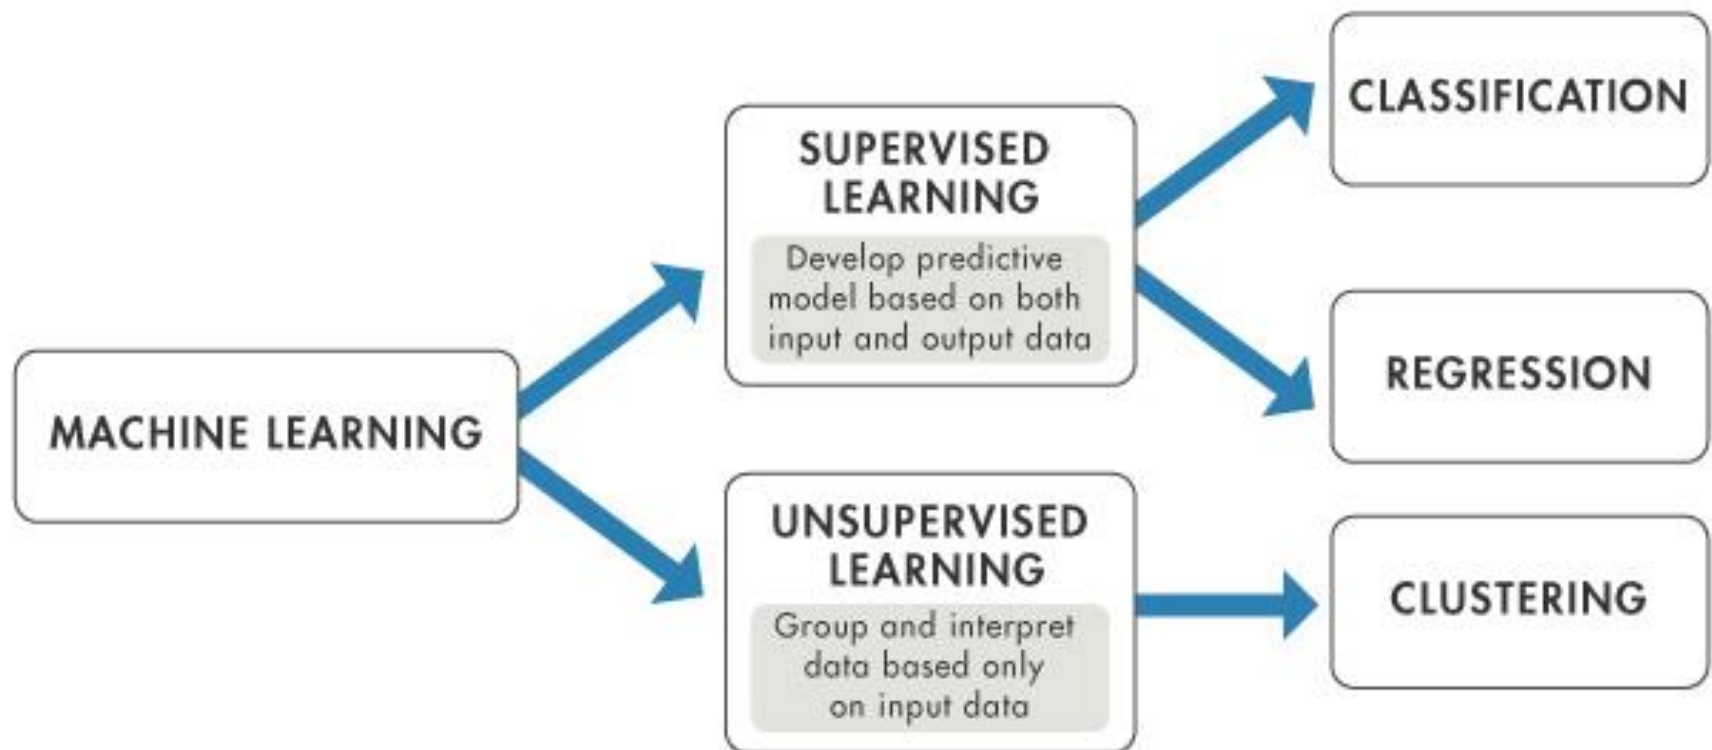 MACHINE LEARNING
SUPERVISED
LEARNING
Develop predictive
model based on both
input and output data
UNSUPERVISED
LEARNING
Group and interpret
data based only
on input data
CLASSIFICATION
REGRESSION
CLUSTERING